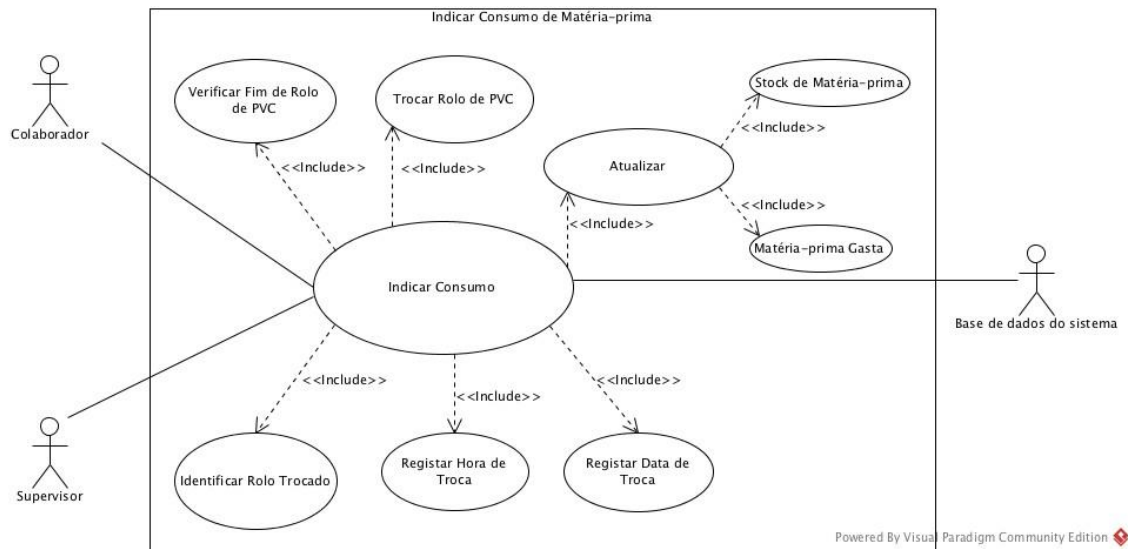 Indicar Consumo de Matéria-prima
Colaborador
Verificar Fim de Rolo
de PVC
Trocar Rolo de PVC
Stock de Matéria-prima
<<Include>>
Atualizar
<<Include>>
<<Include>>
<<Include>>
<<Include>>
Matéria-prima Gasta
Indicar Consumo
Base de dados do sistema
<<Include>>
<<Include>>
<<Include>>
Identificar Rolo Trocado
Registar Hora de
Troca
Registar Data de
Troca
Supervisor
Powered By Visual Paradigm Community Edition